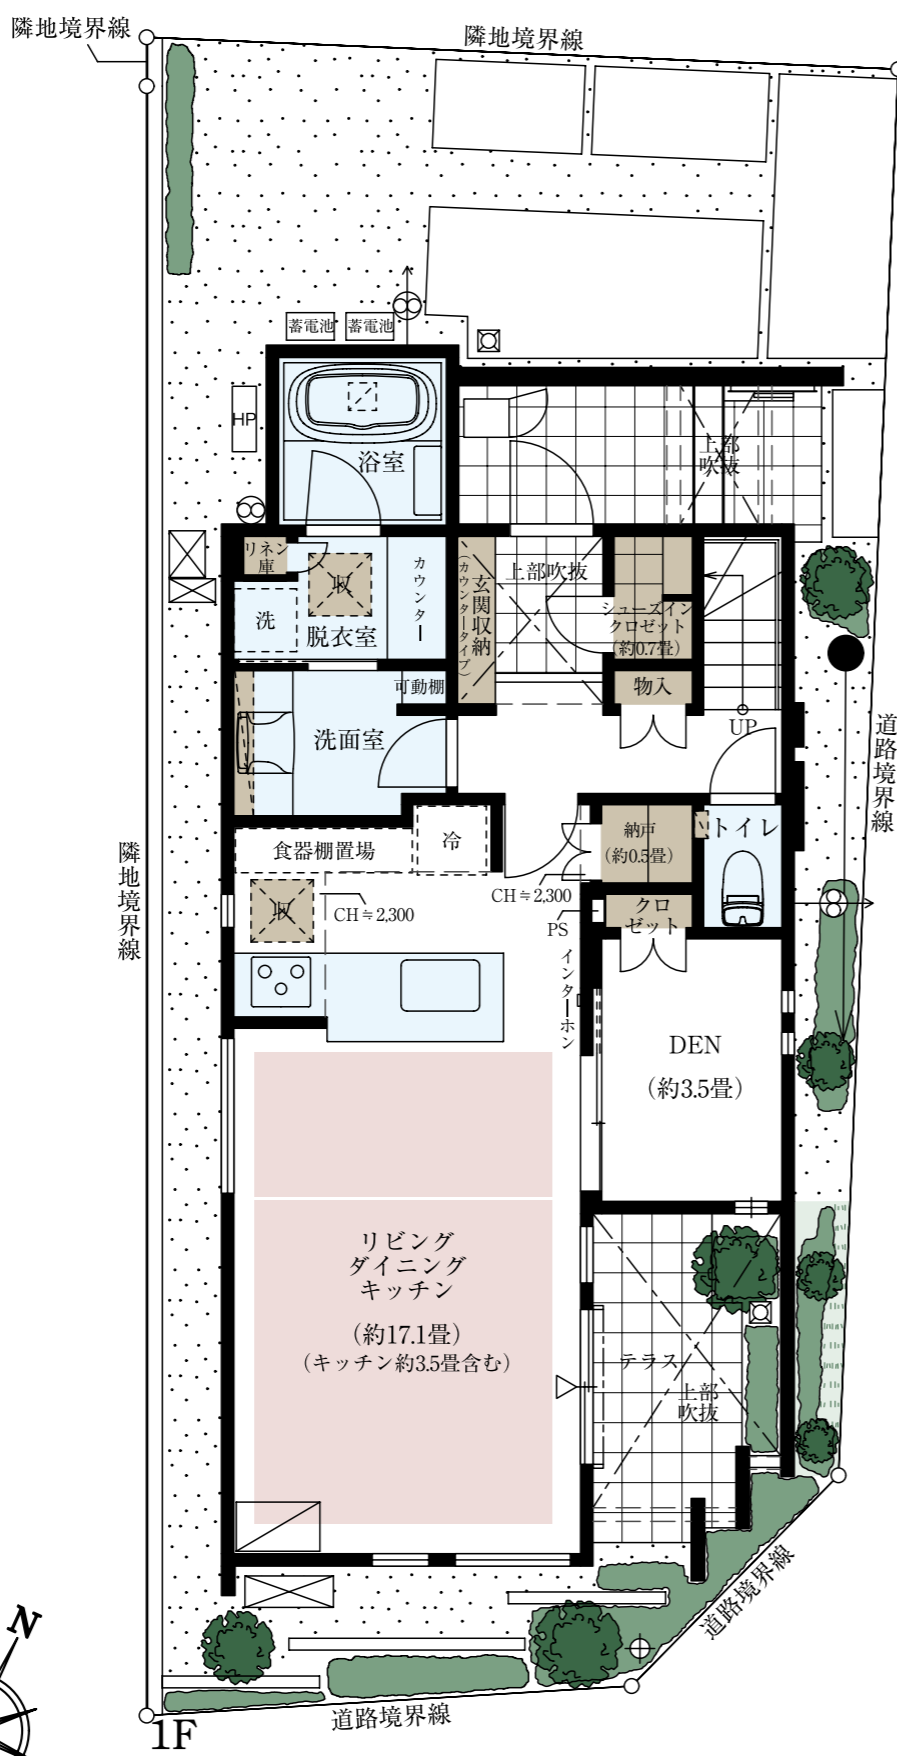 隣地境界線
隣地境界線
蓄電池
蓄電池
HP
浴室
上部
吹抜
リネン
庫
収
カウンター
洗
脱衣室
玄関収納
(カウンタータイプ)
上部吹抜
シューズイン
クロゼット
(約0.7畳)
可動棚
物入
洗面室
UP
道路境界線
隣地境界線
食器棚置場
冷
納戸
(約0.5畳)
トイレ
収
CH≒2,300
CH≒2,300
PS
クロ
ゼット
インターホン
DEN
(約3.5畳)
リビング
ダイニング
キッチン
(約17.1畳)
(キッチン約3.5畳含む)
テラス
上部
吹抜
道路境界線
道路境界線
N
1F